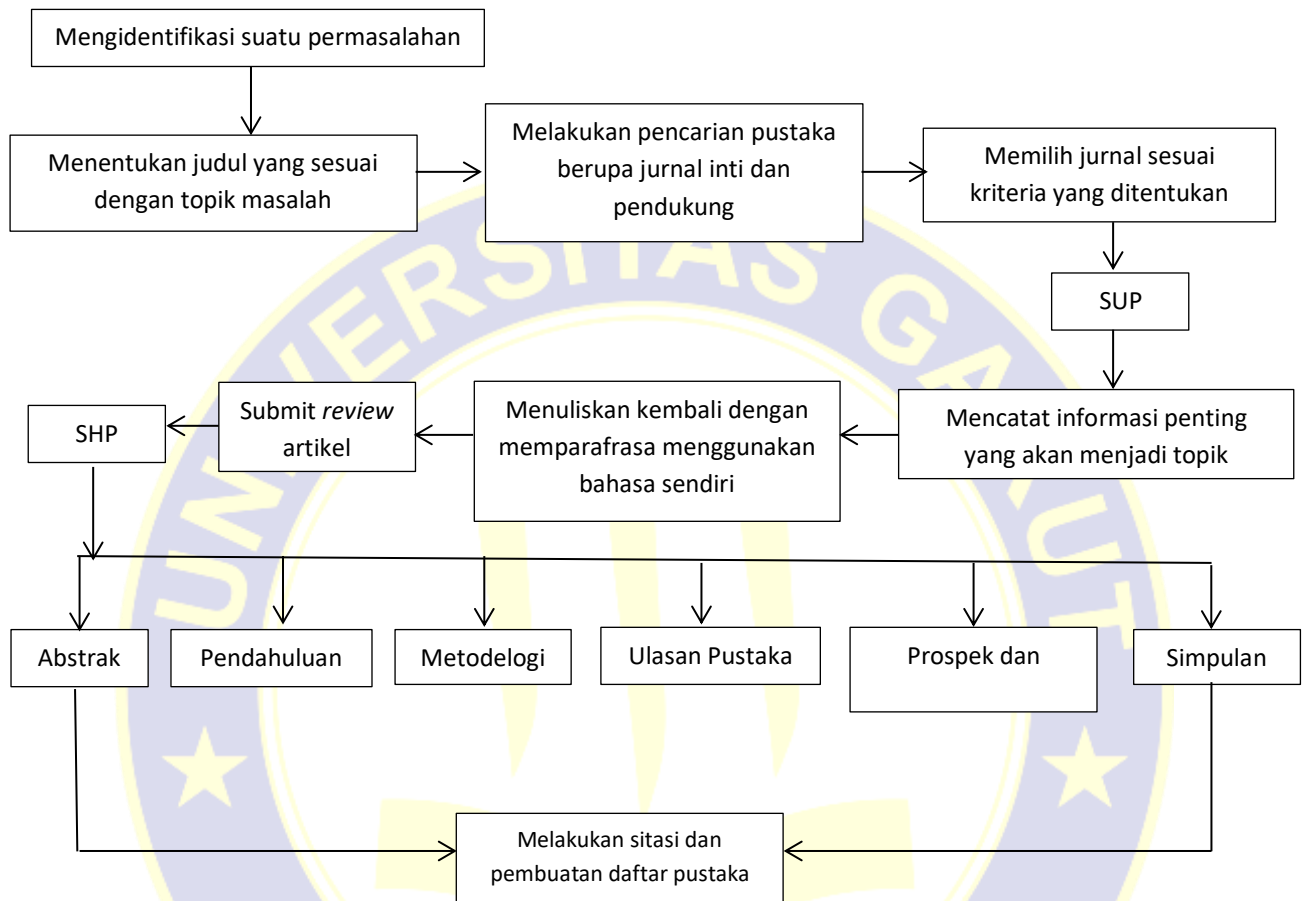 Mengidentifikasi suatu permasalahan
Menentukan judul yang sesuai
dengan topik masalah
Melakukan pencarian pustaka
berupa jurnal inti dan
pendukung
Memilih jurnal sesuai
kriteria yang ditentukan
SUP
Mencatat informasi penting
yang akan menjadi topik
Menuliskan kembali dengan
memparafrasa menggunakan
bahasa sendiri
Submit review
artikel
SHP
Abstrak
Pendahuluan
Metodelogi
Ulasan Pustaka
Prospek dan
Simpulan
Melakukan sitasi dan
pembuatan daftar pustaka
UNIVERSITAS GARUT